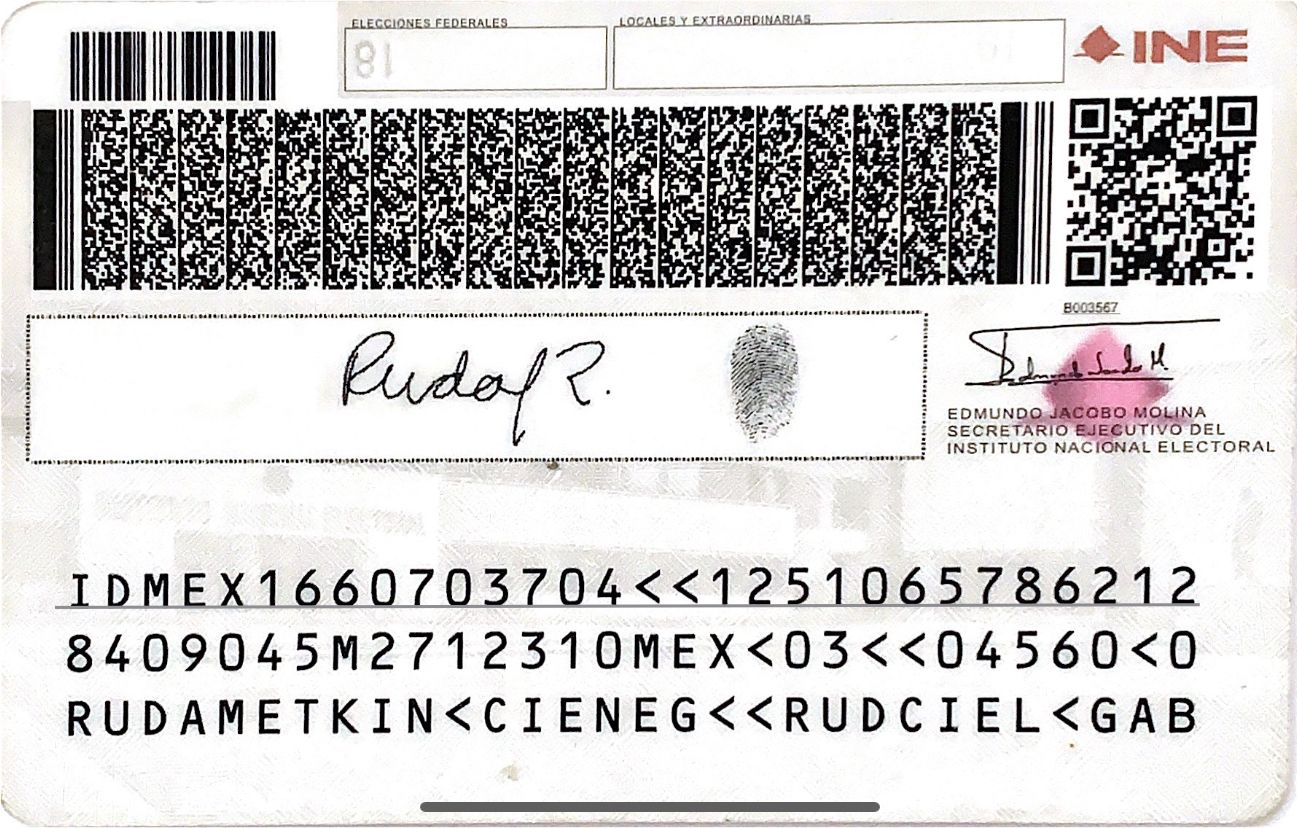 ELECCIONES FEDERALES
LOCALES Y EXTRAORDINARIAS
18
INE
B003567
Rudolf R.
EDMUNDO JACOBO MOLINA
SECRETARIO EJECUTIVO DEL
INSTITUTO NACIONAL ELECTORAL
IDMEX1660703704<<1251065786212
8409045M2712310MEX<03<<04560<0
RUDAMETKIN<CIENEG<<RUDCIEL<GAB